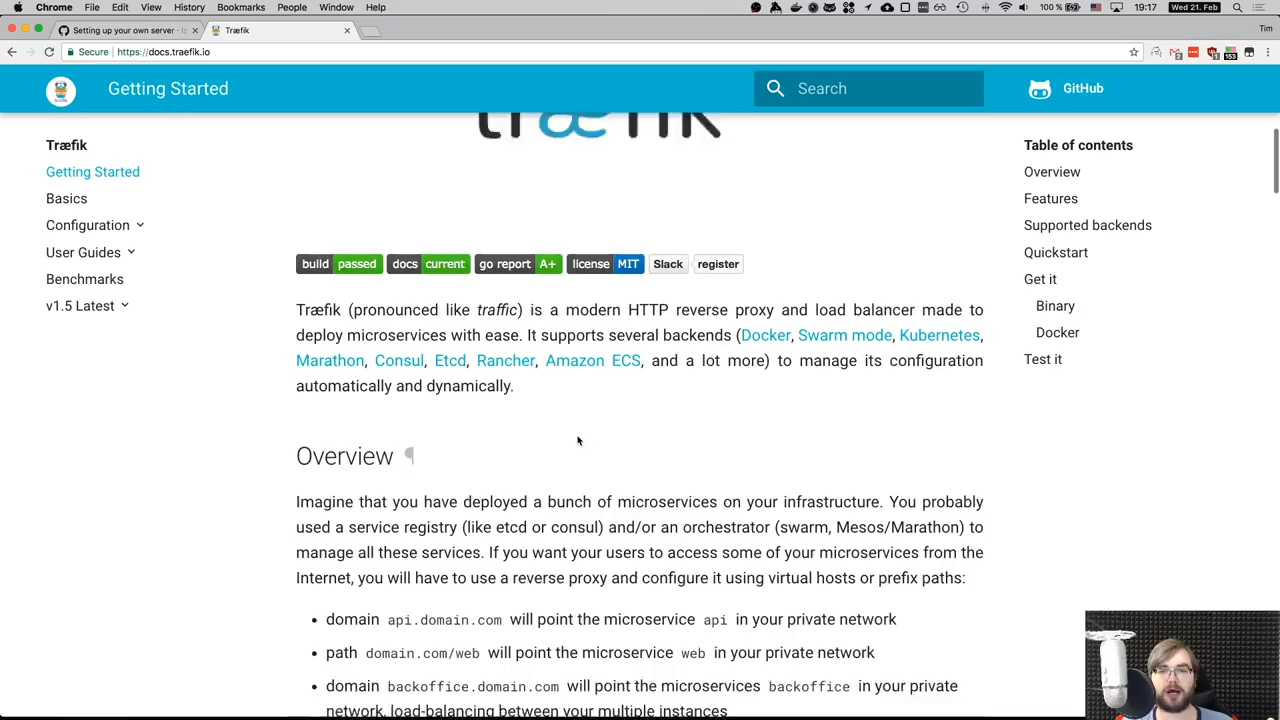 Chrome File Edit View History Bookmarks People Window Help 100 % 19:17 Wed 21. Feb
Setting up your own server - Træfik Tim
Secure https://docs.traefik.io
Getting Started Search GitHub
træfik
Træfik
Getting Started
Basics
Configuration
User Guides
Benchmarks
v1.5 Latest
build passed docs current go report A+ license MIT Slack register
Træfik (pronounced like traffic) is a modern HTTP reverse proxy and load balancer made to
deploy microservices with ease. It supports several backends (Docker, Swarm mode, Kubernetes,
Marathon, Consul, Etcd, Rancher, Amazon ECS, and a lot more) to manage its configuration
automatically and dynamically.
Overview ¶
Imagine that you have deployed a bunch of microservices on your infrastructure. You probably
used a service registry (like etcd or consul) and/or an orchestrator (swarm, Mesos/Marathon) to
manage all these services. If you want your users to access some of your microservices from the
Internet, you will have to use a reverse proxy and configure it using virtual hosts or prefix paths:
• domain api.domain.com will point the microservice api in your private network
• path domain.com/web will point the microservice web in your private network
• domain backoffice.domain.com will point the microservices backoffice in your private
network, load-balancing between your multiple instances
Table of contents
Overview
Features
Supported backends
Quickstart
Get it
Binary
Docker
Test it